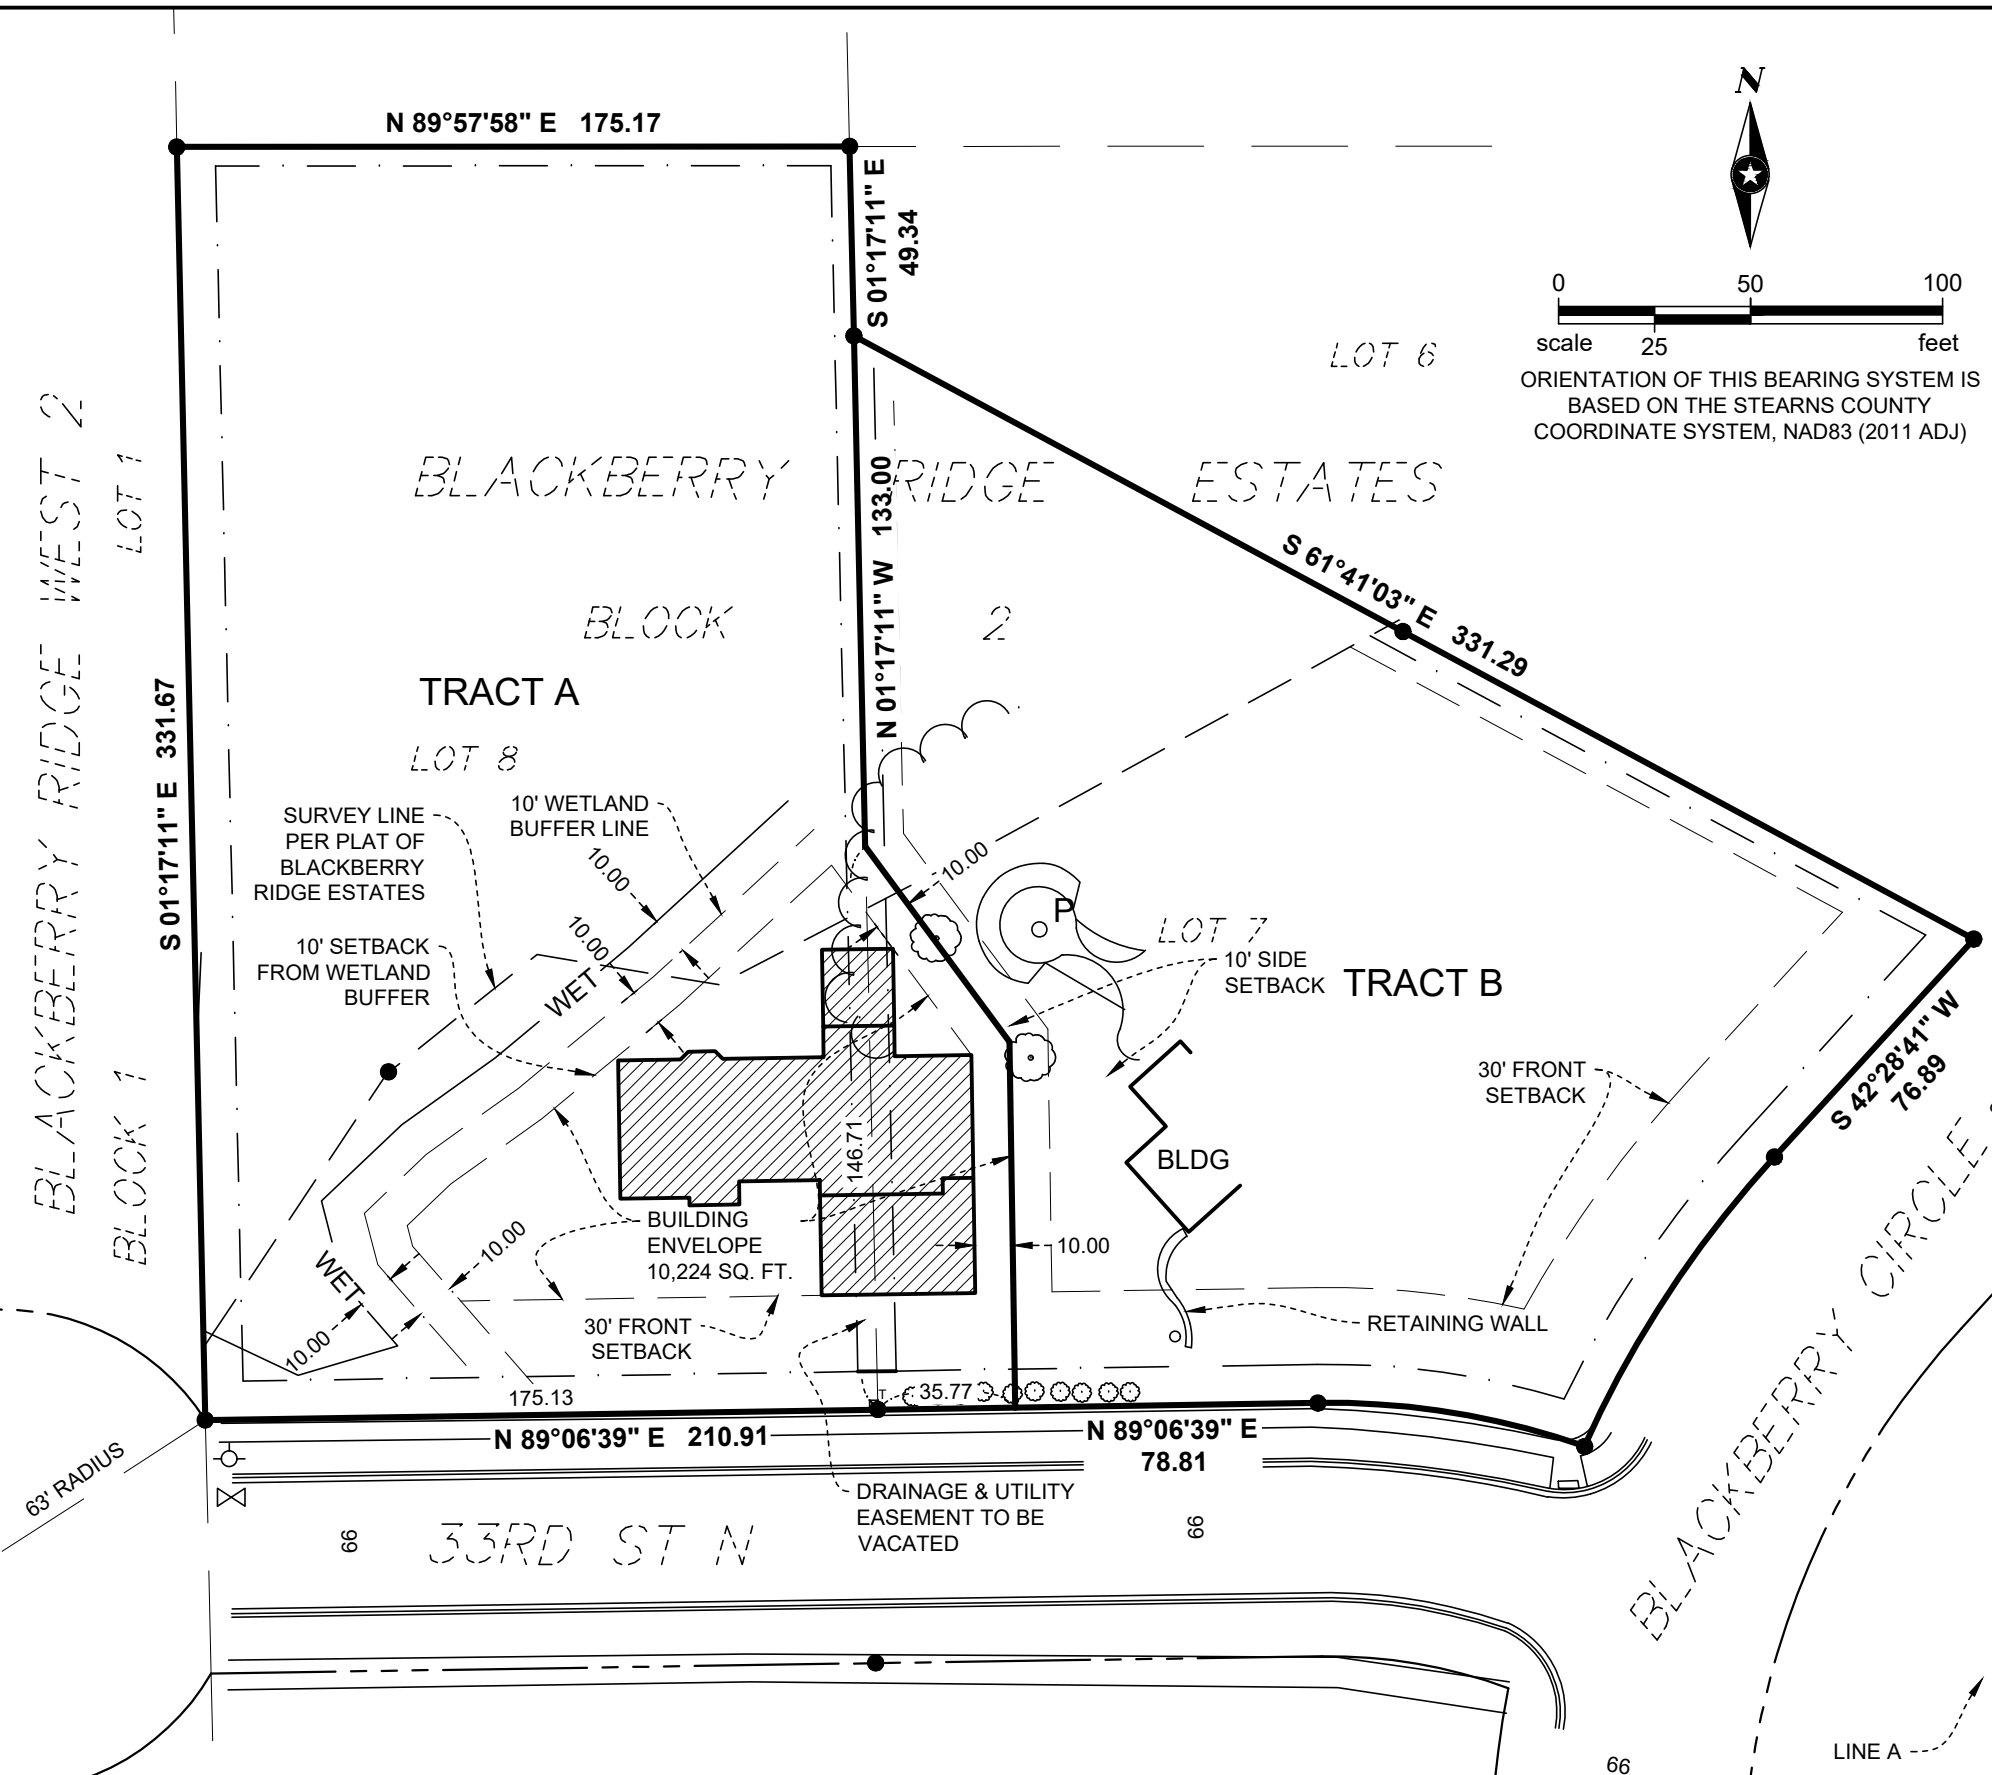 N 89°57'58" E 175.17
N
S 01°17'11" E
49.34
0 50 100
scale 25 feet
ORIENTATION OF THIS BEARING SYSTEM IS
BASED ON THE STEARNS COUNTY
COORDINATE SYSTEM, NAD83 (2011 ADJ)
LOT 6
BLACKBERRY RIDGE WEST 2
LOT 1
BLOCK 1
S 01°17'11" E 331.67
BLACKBERRY RIDGE ESTATES
N 01°17'11" W 133.00
S 61°41'03" E 331.29
BLOCK 2
TRACT A
LOT 8
SURVEY LINE
PER PLAT OF
BLACKBERRY
RIDGE ESTATES
10' WETLAND
BUFFER LINE
10.00
10.00
10.00
P
LOT 7
10' SETBACK
FROM WETLAND
BUFFER
WET
10' SIDE
SETBACK
TRACT B
S 42°28'41" W
76.89
30' FRONT
SETBACK
146.71
BLDG
BUILDING
ENVELOPE
10,224 SQ. FT.
10.00
10.00
WET
10.00
30' FRONT
SETBACK
RETAINING WALL
175.13
T
35.77
N 89°06'39" E 210.91
N 89°06'39" E
78.81
63' RADIUS
DRAINAGE & UTILITY
EASEMENT TO BE
VACATED
66
33RD ST N
66
BLACKBERRY CIRCLE
LINE A
66